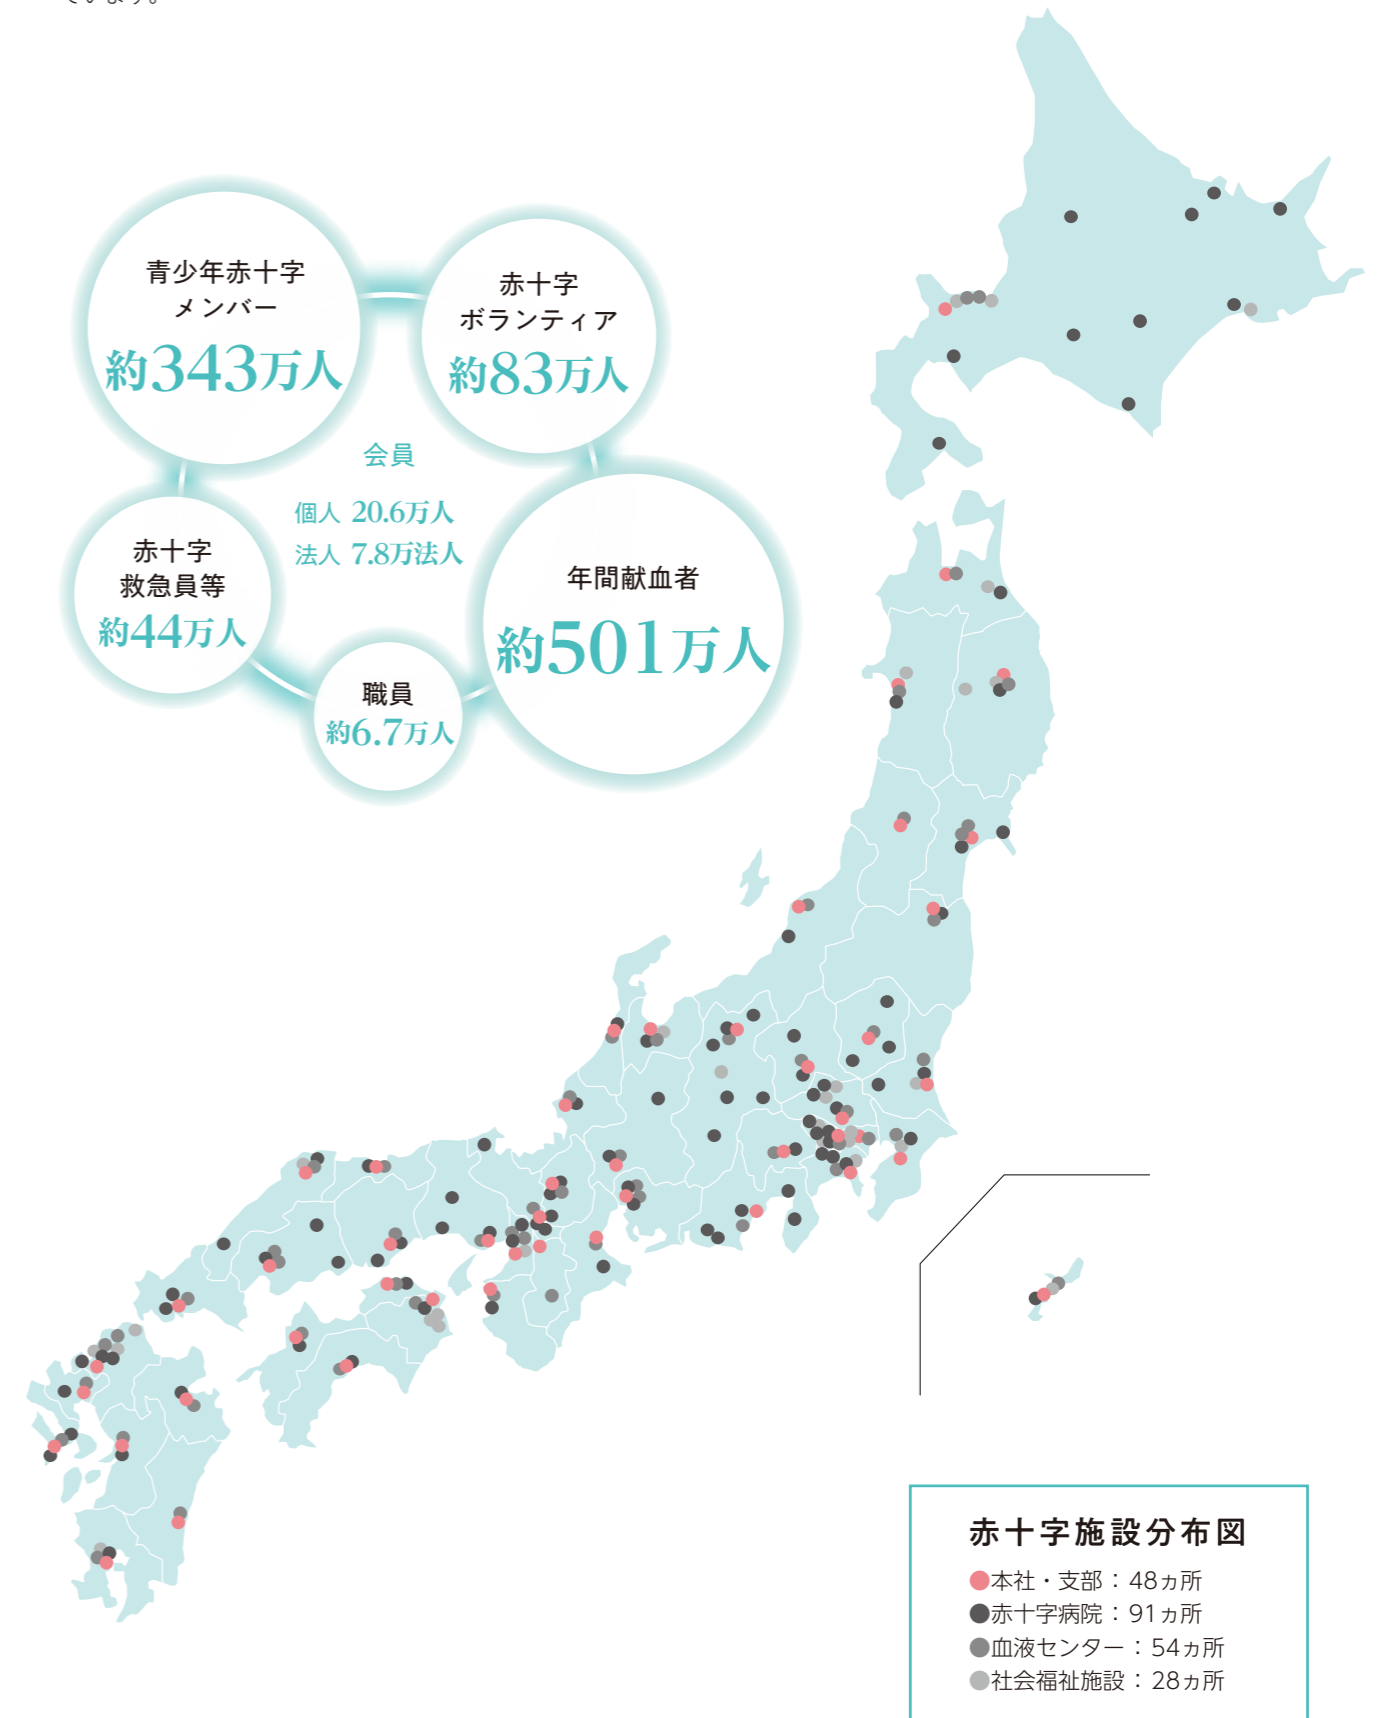 ています。
青少年赤十字
メンバー
約343万人
赤十字
ボランティア
約83万人
会員
個人 20.6万人
法人 7.8万法人
赤十字
救急員等
約44万人
年間献血者
約501万人
職員
約6.7万人
赤十字施設分布図
●本社・支部：48ヵ所
●赤十字病院：91ヵ所
●血液センター：54ヵ所
●社会福祉施設：28ヵ所